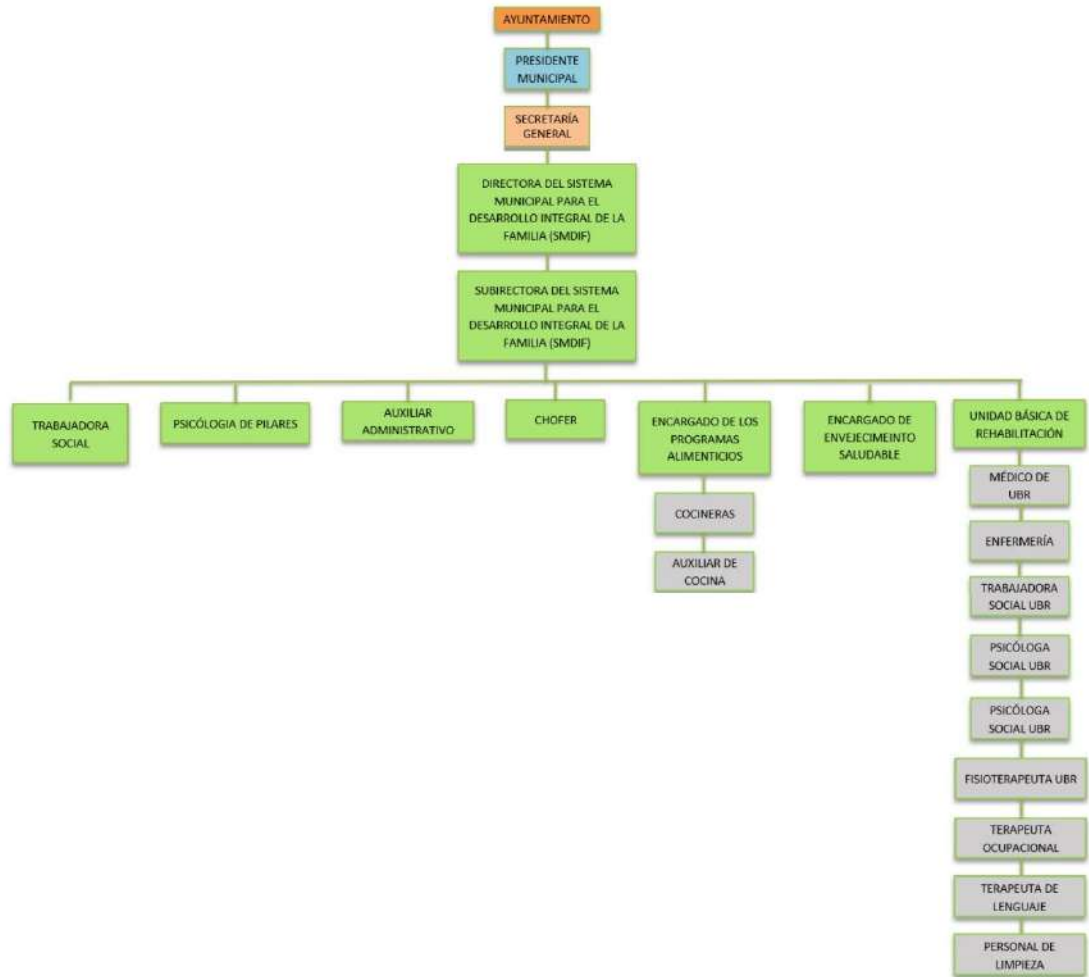 AYUNTAMIENTO
PRESIDENTE
MUNICIPAL
SECRETARÍA
GENERAL
DIRECTORA DEL SISTEMA
MUNICIPAL PARA EL
DESARROLLO INTEGRAL DE LA
FAMILIA (SMDIF)
SUBIRECTORA DEL SISTEMA
MUNICIPAL PARA EL
DESARROLLO INTEGRAL DE LA
FAMILIA (SMDIF)
TRABAJADORA
SOCIAL
PSICÓLOGIA DE PILARES
AUXILIAR
ADMINISTRATIVO
CHOFER
ENCARGADO DE LOS
PROGRAMAS
ALIMENTICIOS
COCINERAS
AUXILIAR DE
COCINA
ENCARGADO DE
ENVEJECIMEINTO
SALUDABLE
UNIDAD BÁSICA DE
REHABILITACIÓN
MÉDICO DE
UBR
ENFERMERÍA
TRABAJADORA
SOCIAL UBR
PSICÓLOGA
SOCIAL UBR
PSICÓLOGA
SOCIAL UBR
FISIOTERAPEUTA UBR
TERAPEUTA
OCUPACIONAL
TERAPEUTA DE
LENGUAJE
PERSONAL DE
LIMPIEZA